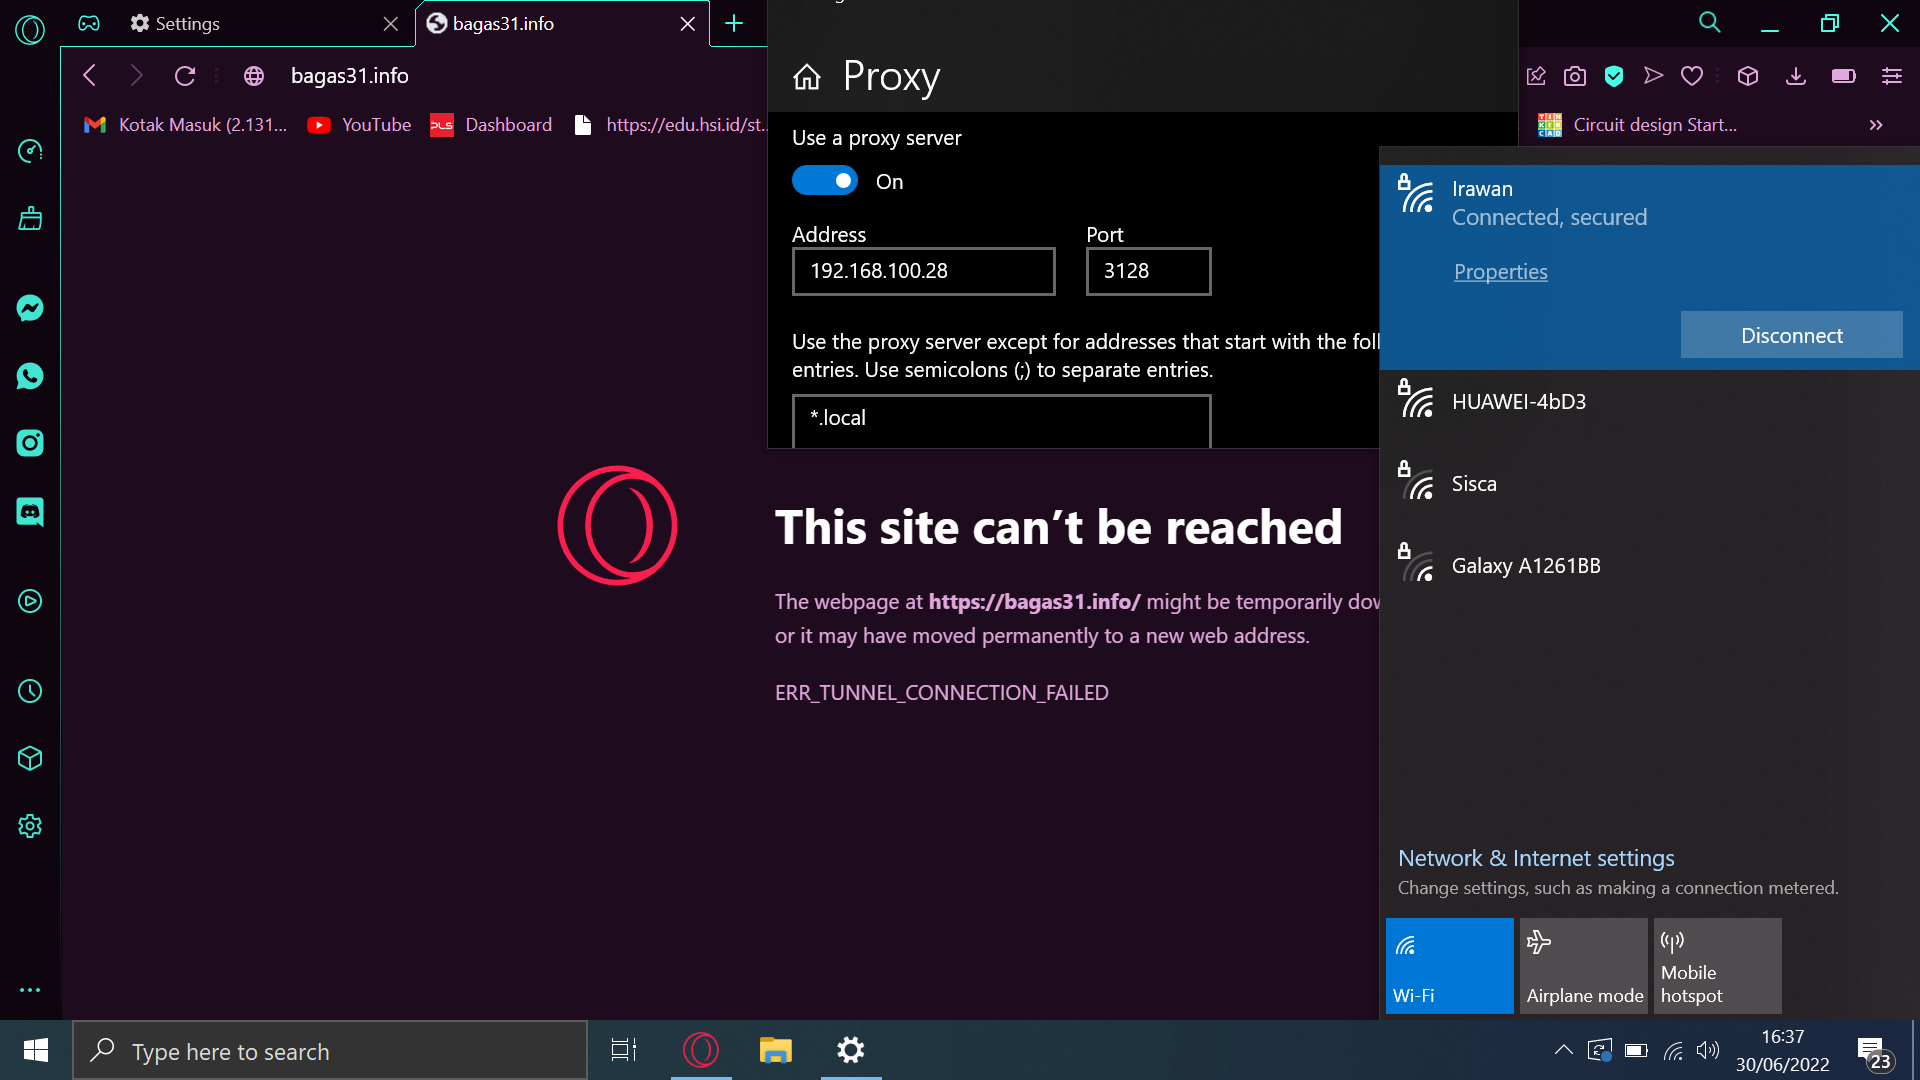 Settings
bagas31.info
bagas31.info
Kotak Masuk (2.131...
YouTube
PLS
Dashboard
https://edu.hsi.id/st...
TINKERCAD
Circuit design Start...
Proxy
Use a proxy server
On
Address
Port
192.168.100.28
3128
Use the proxy server except for addresses that start with the foll
entries. Use semicolons (;) to separate entries.
*.local
Irawan
Connected, secured
Properties
Disconnect
HUAWEI-4bD3
Sisca
Galaxy A1261BB
This site can’t be reached
The webpage at https://bagas31.info/ might be temporarily dow
or it may have moved permanently to a new web address.
ERR_TUNNEL_CONNECTION_FAILED
Network & Internet settings
Change settings, such as making a connection metered.
Wi-Fi
Airplane mode
Mobile
hotspot
Type here to search
16:37
30/06/2022
23